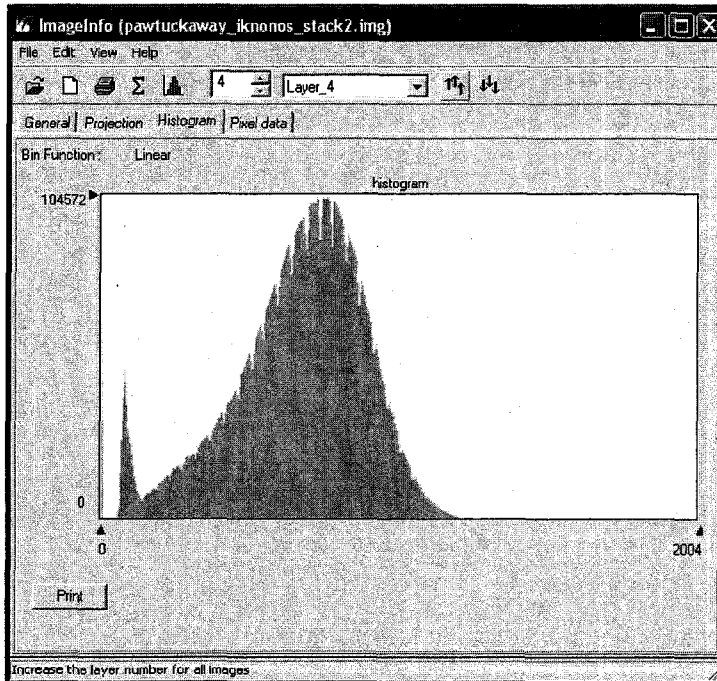 ImageInfo (pawtuckaway_iknonos_stack2.img)
File Edit View Help
4 Layer_4
General Projection Histogram Pixel data
Bin Function: Linear
histogram
104572
0
0 2004
Print
Increase the layer number for all images